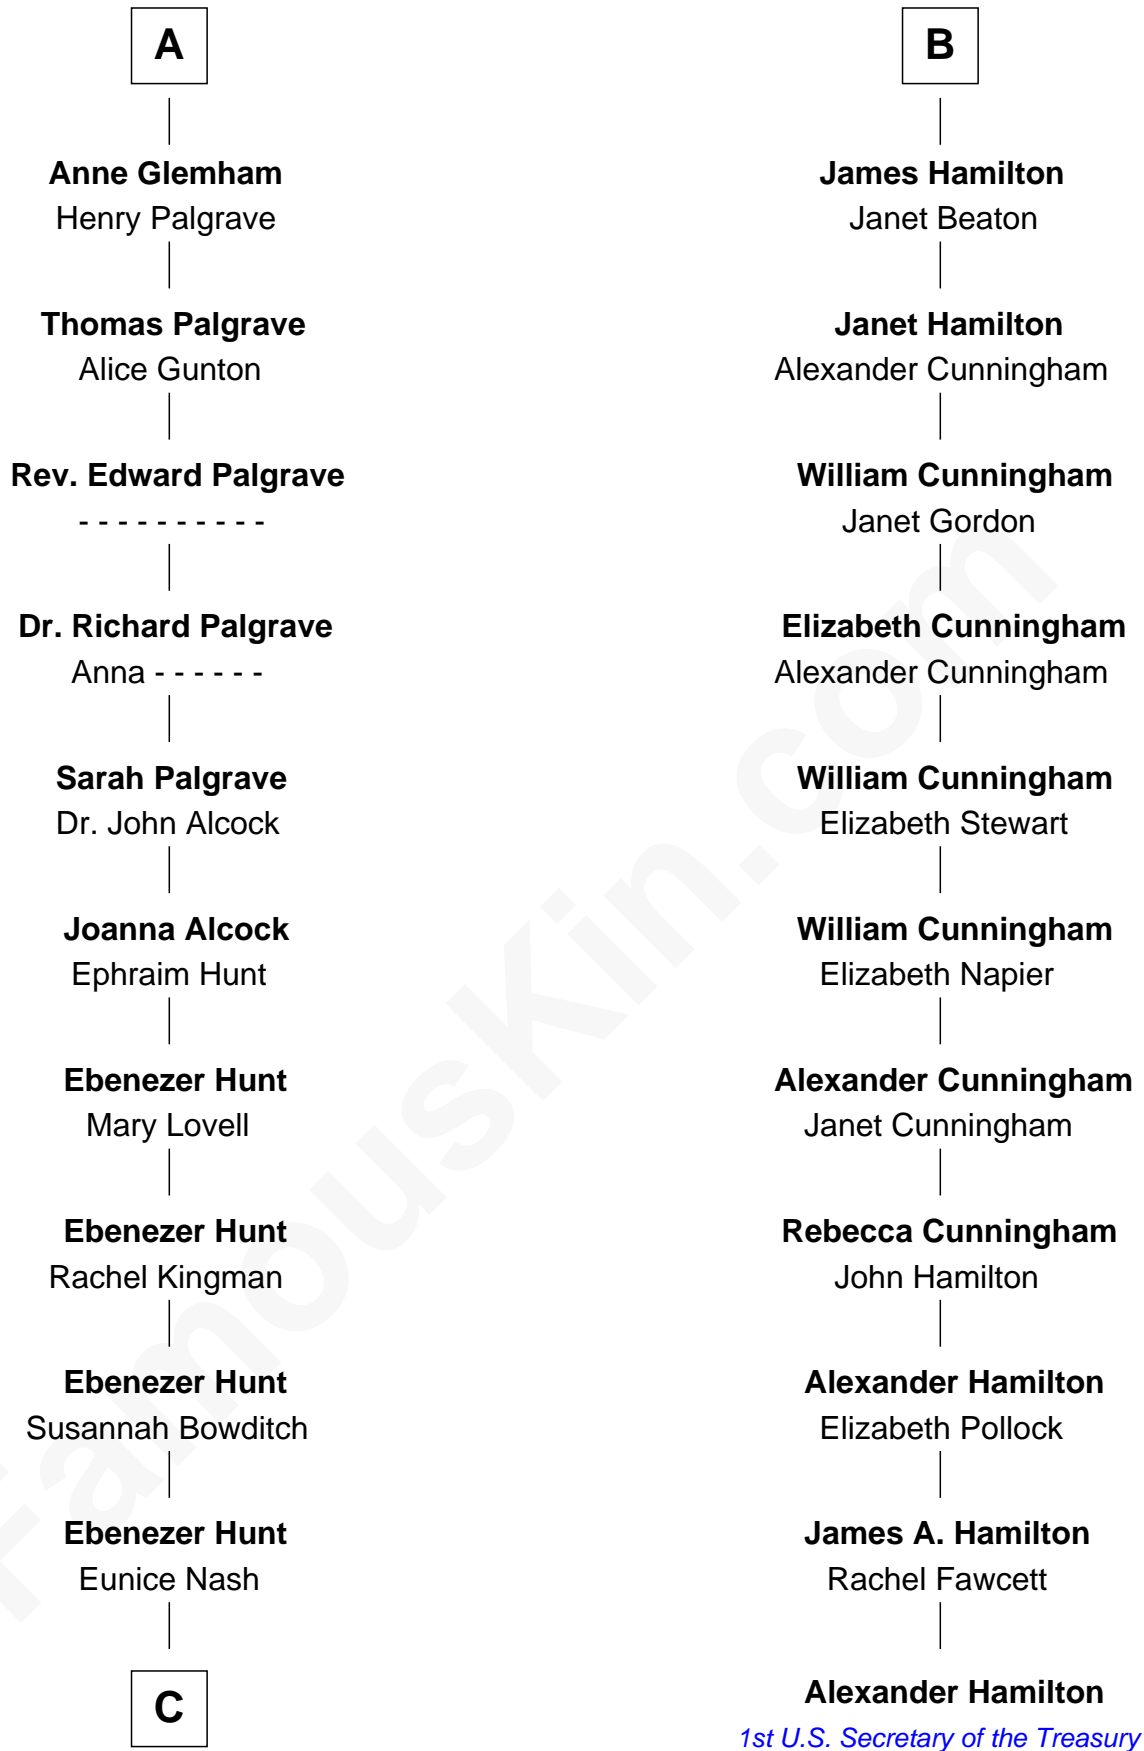 A
Anne Glemham
Henry Palgrave
Thomas Palgrave
Alice Gunton
Rev. Edward Palgrave
- - - - - - - - - -
Dr. Richard Palgrave
Anna - - - - - -
Sarah Palgrave
Dr. John Alcock
Joanna Alcock
Ephraim Hunt
Ebenezer Hunt
Mary Lovell
Ebenezer Hunt
Rachel Kingman
Ebenezer Hunt
Susannah Bowditch
Ebenezer Hunt
Eunice Nash
C
B
James Hamilton
Janet Beaton
Janet Hamilton
Alexander Cunningham
William Cunningham
Janet Gordon
Elizabeth Cunningham
Alexander Cunningham
William Cunningham
Elizabeth Stewart
William Cunningham
Elizabeth Napier
Alexander Cunningham
Janet Cunningham
Rebecca Cunningham
John Hamilton
Alexander Hamilton
Elizabeth Pollock
James A. Hamilton
Rachel Fawcett
Alexander Hamilton
1st U.S. Secretary of the Treasury
FamousKin.com